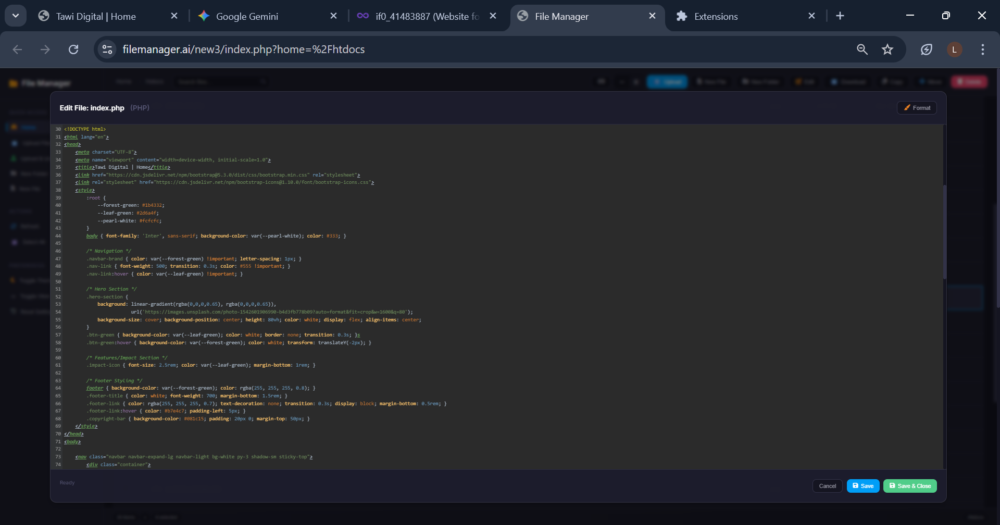 Tawi Digital | Home
Google Gemini
if0_41483887 (Website fo
File Manager
Extensions
filemanager.ai/new3/index.php?home=%2Fhtdocs
File Manager
Edit File: index.php (PHP)
Format
30 <!DOCTYPE html>
31 <html lang="en">
32 <head>
33 <meta charset="UTF-8">
34 <meta name="viewport" content="width=device-width, initial-scale=1.0">
35 <title>Tawi Digital | Home</title>
36 <link href="https://cdn.jsdelivr.net/npm/bootstrap@5.3.0/dist/css/bootstrap.min.css" rel="stylesheet">
37 <link rel="stylesheet" href="https://cdn.jsdelivr.net/npm/bootstrap-icons@1.10.0/font/bootstrap-icons.css">
38 <style>
39 :root {
40 --forest-green: #1b4332;
41 --leaf-green: #2d6a4f;
42 --pearl-white: #fcfcfc;
43 }
44 body { font-family: 'Inter', sans-serif; background-color: var(--pearl-white); color: #333; }
45
46 /* Navigation */
47 .navbar-brand { color: var(--forest-green) !important; letter-spacing: 1px; }
48 .nav-link { font-weight: 500; transition: 0.3s; color: #555 !important; }
49 .nav-link:hover { color: var(--leaf-green) !important; }
50
51 /* Hero Section */
52 .hero-section {
53 background: linear-gradient(rgba(0,0,0,0.65), rgba(0,0,0,0.65)),
54 url('https://images.unsplash.com/photo-1542601906990-b4d3fb778b09?auto=format&fit=crop&w=1600&q=80');
55 background-size: cover; background-position: center; height: 80vh; color: white; display: flex; align-items: center;
56 }
57 .btn-green { background-color: var(--leaf-green); color: white; border: none; transition: 0.3s; }s
58 .btn-green:hover { background-color: var(--forest-green); color: white; transform: translateY(-2px); }
59
60 /* Features/Impact Section */
61 .impact-icon { font-size: 2.5rem; color: var(--leaf-green); margin-bottom: 1rem; }
62
63 /* Footer Styling */
64 footer { background-color: var(--forest-green); color: rgba(255, 255, 255, 0.8); }
65 .footer-title { color: white; font-weight: 700; margin-bottom: 1.5rem; }
66 .footer-link { color: rgba(255, 255, 255, 0.7); text-decoration: none; transition: 0.3s; display: block; margin-bottom: 0.5rem; }
67 .footer-link:hover { color: #b7e4c7; padding-left: 5px; }
68 .copyright-bar { background-color: #081c15; padding: 20px 0; margin-top: 50px; }
69 </style>
70 </head>
71 <body>
72
73 <nav class="navbar navbar-expand-lg navbar-light bg-white py-3 shadow-sm sticky-top">
74 <div class="container">
Ready
Cancel
Save
Save & Close